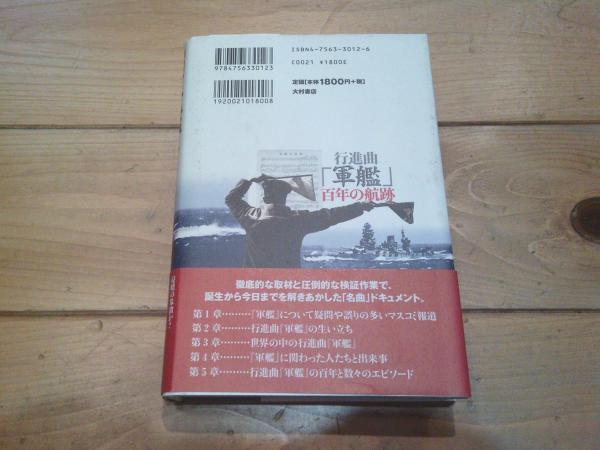 ISBN4-7563-3012-6
C0021 ¥1800E
9784756330123
定価[本体1800円+税]
大村書店
1920021018008
行進曲
「軍艦」
百年の航跡
徹底的な取材と圧倒的な検証作業で、
誕生から今日までを解きあかした「名曲」ドキュメント。
第1章………『軍艦』について疑問や誤りの多いマスコミ報道
第2章………行進曲『軍艦』の生い立ち
第3章………世界の中の行進曲『軍艦』
第4章………『軍艦』に関わった人たちと出来事
第5章………行進曲『軍艦』の百年と数々のエピソード